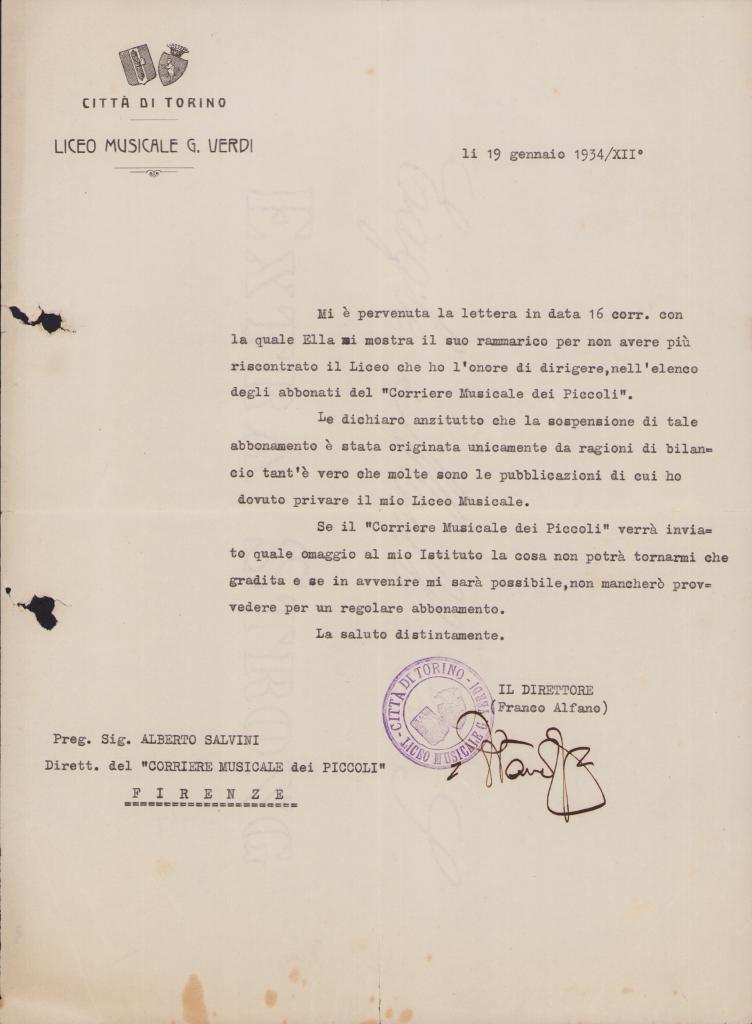 CITTÀ DI TORINO
LICEO MUSICALE G. VERDI
li 19 gennaio 1934/XII°
Mi è pervenuta la lettera in data 16 corr. con
la quale Ella mi mostra il suo rammarico per non avere più
riscontrato il Liceo che ho l'onore di dirigere,nell'elenco
degli abbonati del "Corriere Musicale dei Piccoli".
Le dichiaro anzitutto che la sospensione di tale
abbonamento è stata originata unicamente da ragioni di bilan=
cio tant'è vero che molte sono le pubblicazioni di cui ho
dovuto privare il mio Liceo Musicale.
Se il "Corriere Musicale dei Piccoli" verrà invia=
to quale omaggio al mio Istituto la cosa non potrà tornarmi che
gradita e se in avvenire mi sarà possibile,non mancherò prov=
vedere per un regolare abbonamento.
La saluto distintamente.
CITTÀ DI TORINO - LICEO MUSICALE G. VERDI -
IL DIRETTORE
(Franco Alfano)
Preg. Sig. ALBERTO SALVINI
Dirett. del "CORRIERE MUSICALE dei PICCOLI"
F I R E N Z E